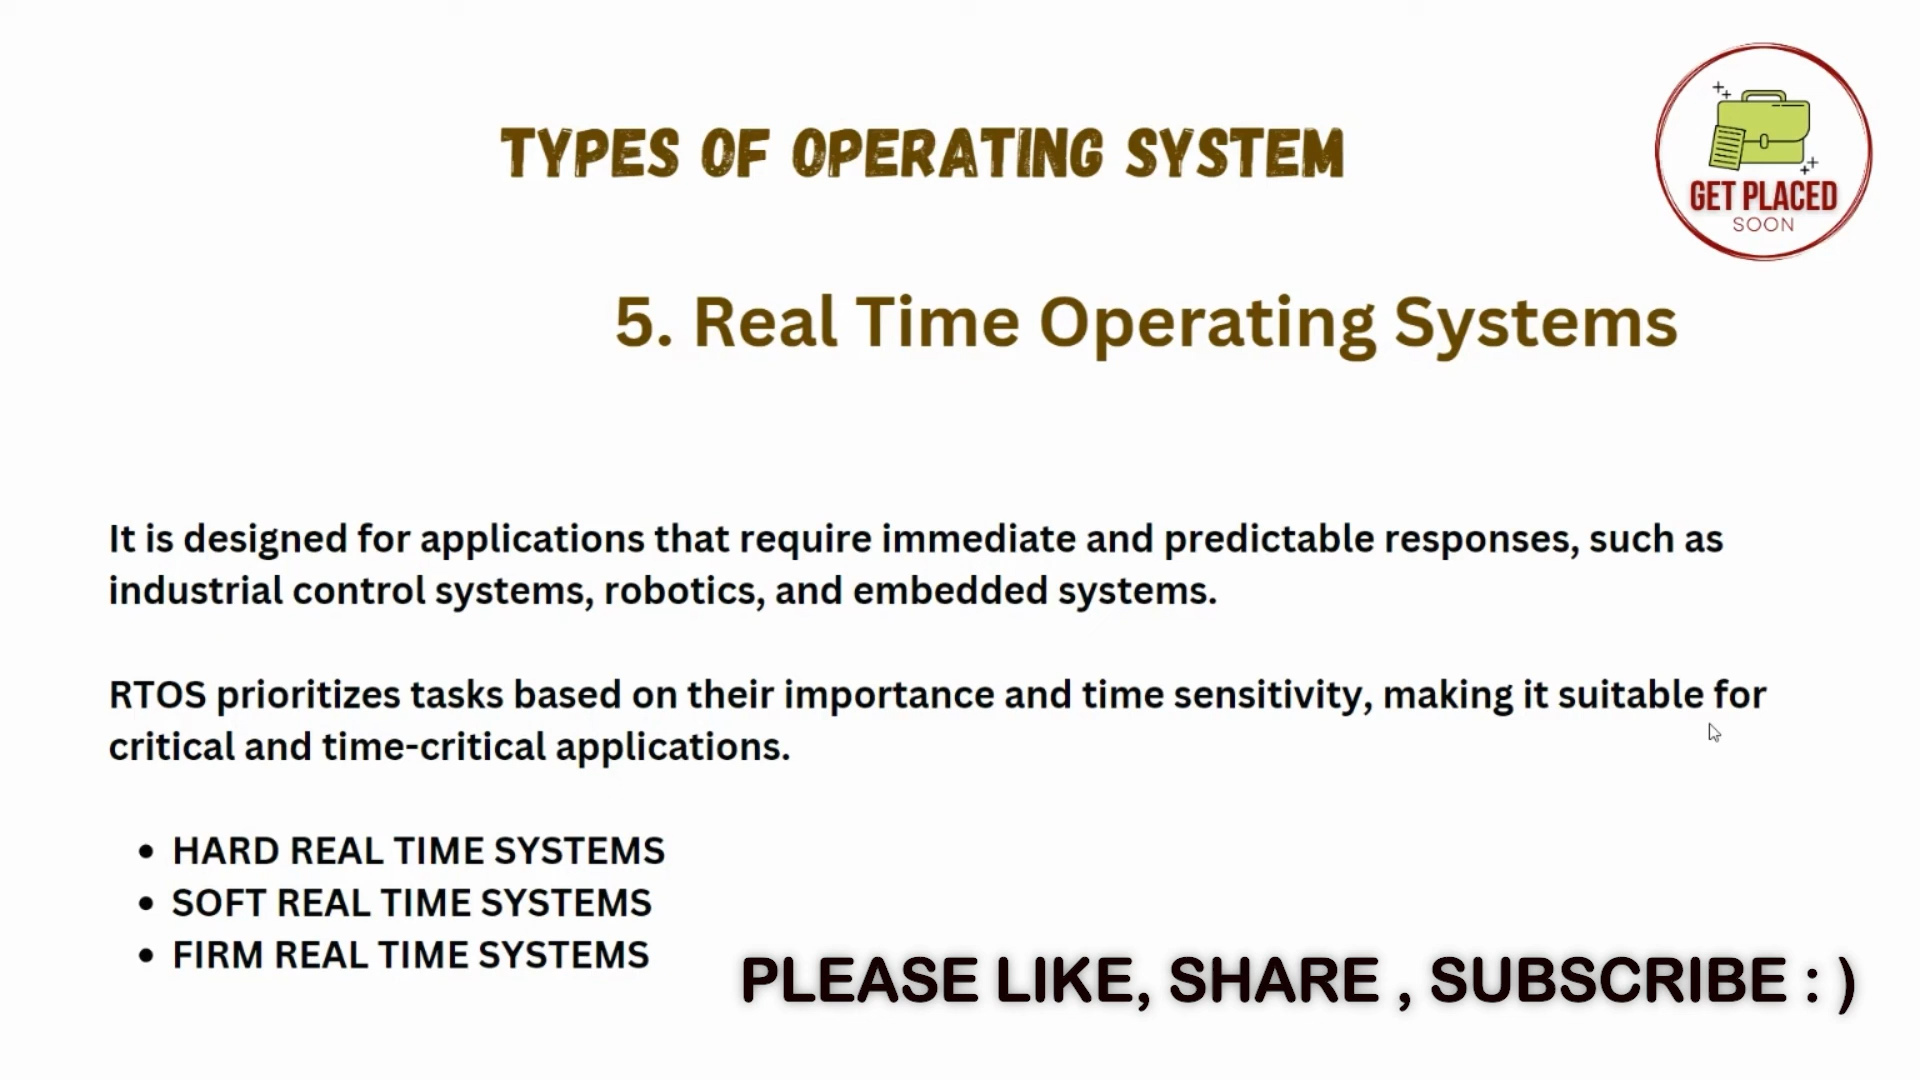 TYPES OF OPERATING SYSTEM
GET PLACED
SOON
5. Real Time Operating Systems
It is designed for applications that require immediate and predictable responses, such as
industrial control systems, robotics, and embedded systems.
RTOS prioritizes tasks based on their importance and time sensitivity, making it suitable for
critical and time-critical applications.
• HARD REAL TIME SYSTEMS
• SOFT REAL TIME SYSTEMS
• FIRM REAL TIME SYSTEMS
PLEASE LIKE, SHARE , SUBSCRIBE : )